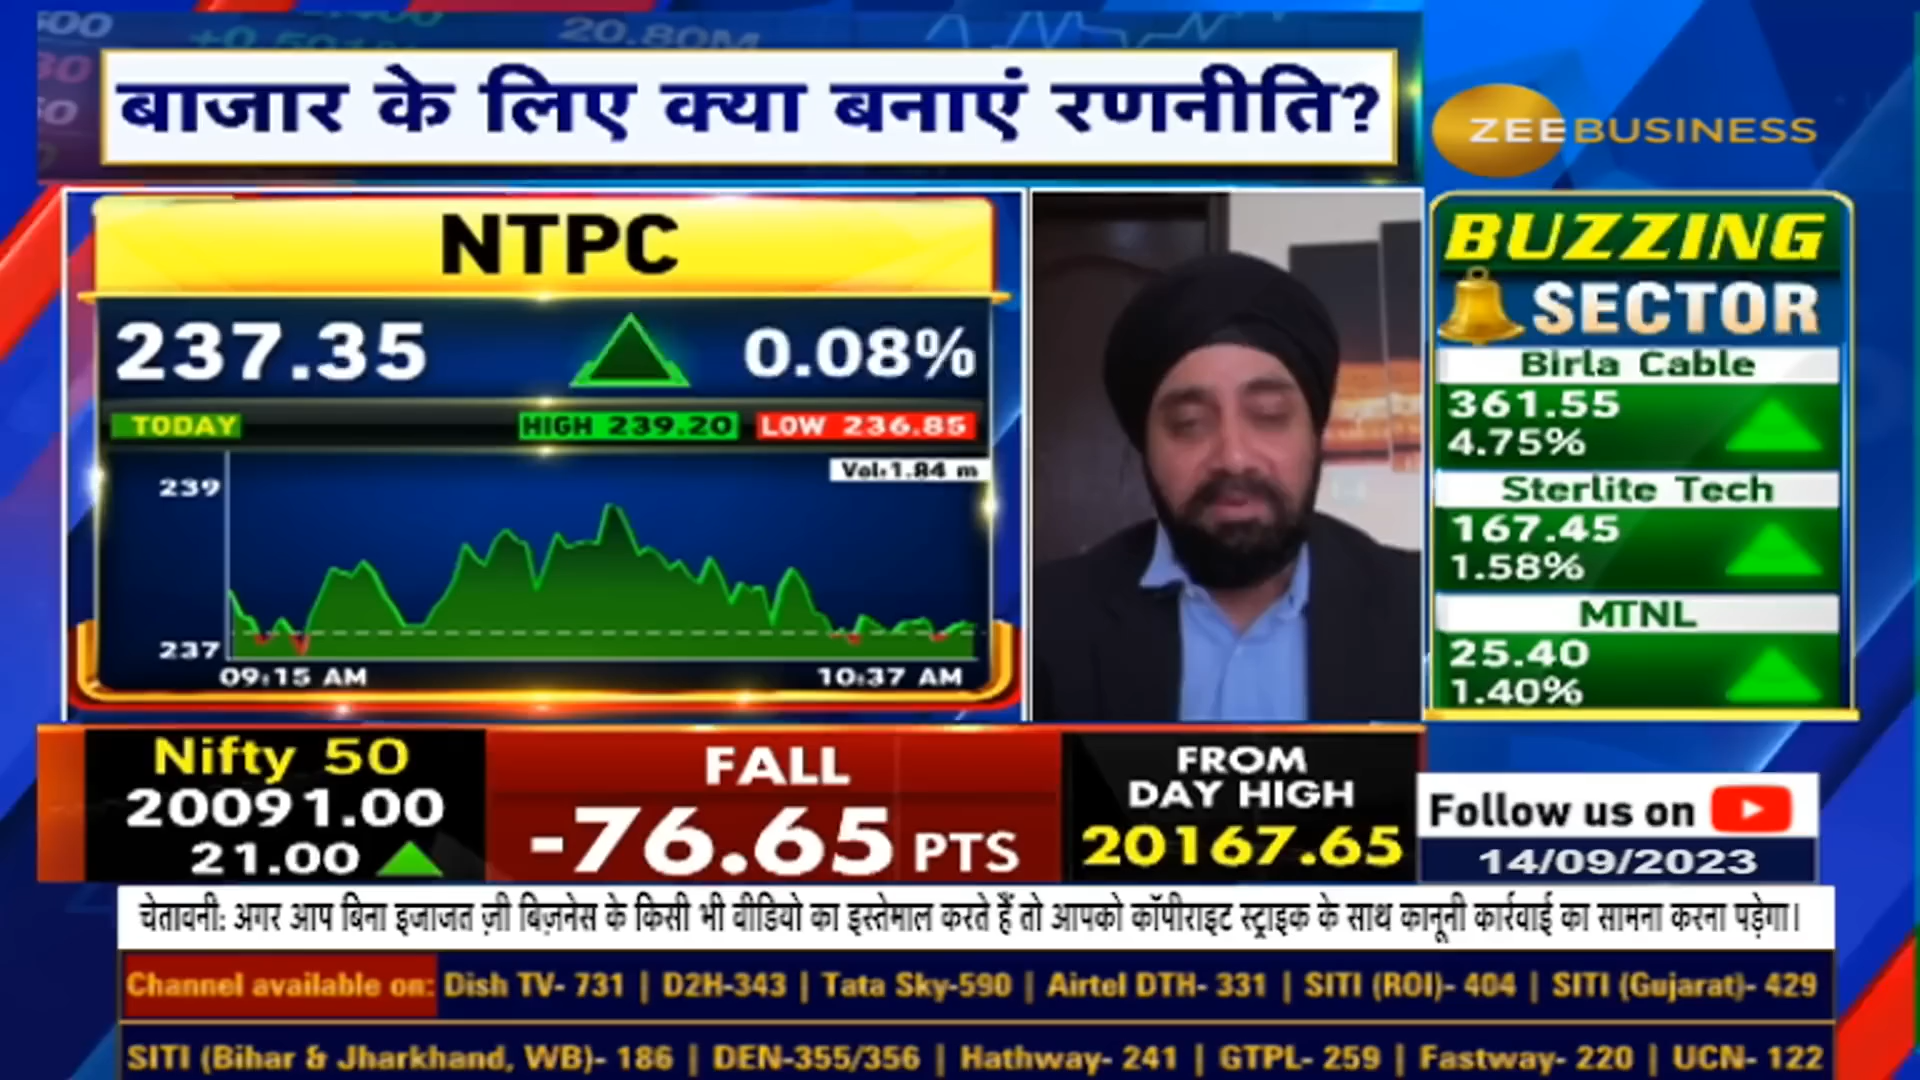 बाजार के लिए क्या बनाएं रणनीति?
ZEEBUSINESS
NTPC
237.35 0.08%
TODAY HIGH 239.20 LOW 236.85
Vol:1.84 m
239
237
09:15 AM 10:37 AM
BUZZING
SECTOR
Birla Cable
361.55
4.75%
Sterlite Tech
167.45
1.58%
MTNL
25.40
1.40%
Nifty 50
20091.00
21.00
FALL
-76.65 PTS
FROM
DAY HIGH
20167.65
Follow us on
14/09/2023
चेतावनी: अगर आप बिना इजाजत ज़ी बिज़नेस के किसी भी वीडियो का इस्तेमाल करते हैं तो आपको कॉपीराइट स्ट्राइक के साथ कानूनी कार्रवाई का सामना करना पड़ेगा।
Channel available on: Dish TV- 731 | D2H-343 | Tata Sky-590 | Airtel DTH- 331 | SITI (ROI)- 404 | SITI (Gujarat)- 429
SITI (Bihar & Jharkhand, WB)- 186 | DEN-355/356 | Hathway- 241 | GTPL- 259 | Fastway- 220 | UCN- 122